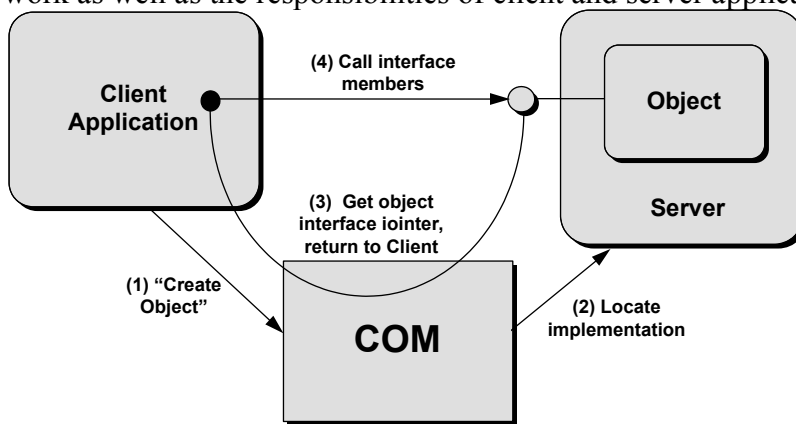 work as well as the responsibilities of client and server applic
(4) Call interface
members
Client
Application
Object
(3) Get object
interface iointer,
return to Client
Server
(1) “Create
Object”
(2) Locate
implementation
COM